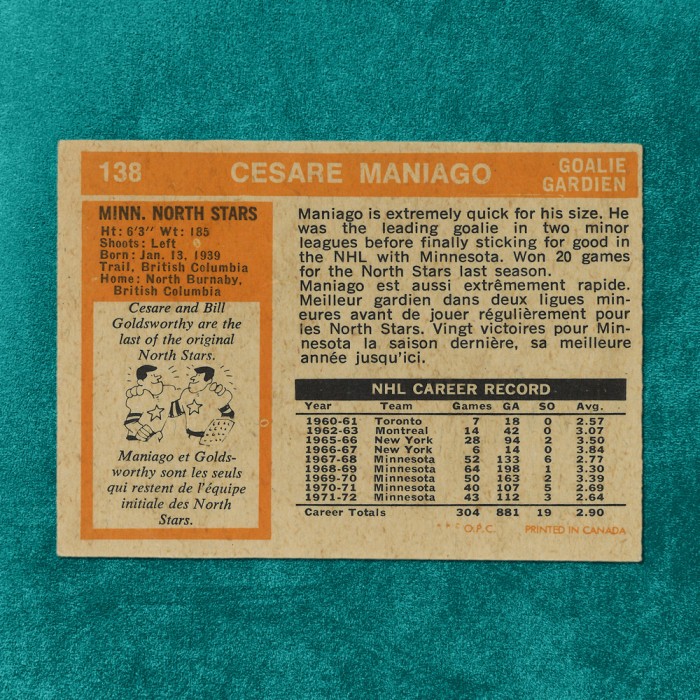 138 CESARE MANIAGO GOALIE
GARDIEN
MINN. NORTH STARS
Ht: 6'3" Wt: 185
Shoots: Left
Born: Jan. 13, 1939
Trail, British Columbia
Home: North Burnaby,
British Columbia
Cesare and Bill
Goldsworthy are the
last of the original
North Stars.
Maniago et Golds-
worthy sont les seuls
qui restent de l'équipe
initiale des North
Stars.
Maniago is extremely quick for his size. He
was the leading goalie in two minor
leagues before finally sticking for good in
the NHL with Minnesota. Won 20 games
for the North Stars last season.
Maniago est aussi extrêmement rapide.
Meilleur gardien dans deux ligues min-
eures avant de jouer régulièrement pour
les North Stars. Vingt victoires pour Min-
nesota la saison dernière, sa meilleure
année jusqu'ici.
NHL CAREER RECORD
Year Team Games GA SO Avg.
1960-61 Toronto 7 18 0 2.57
1962-63 Montreal 14 42 0 3.07
1965-66 New York 28 94 2 3.50
1966-67 New York 6 14 0 3.84
1967-68 Minnesota 52 133 6 2.77
1968-69 Minnesota 64 198 1 3.30
1969-70 Minnesota 50 163 2 3.39
1970-71 Minnesota 40 107 5 2.69
1971-72 Minnesota 43 112 3 2.64
Career Totals 304 881 19 2.90
** O.P.C. PRINTED IN CANADA